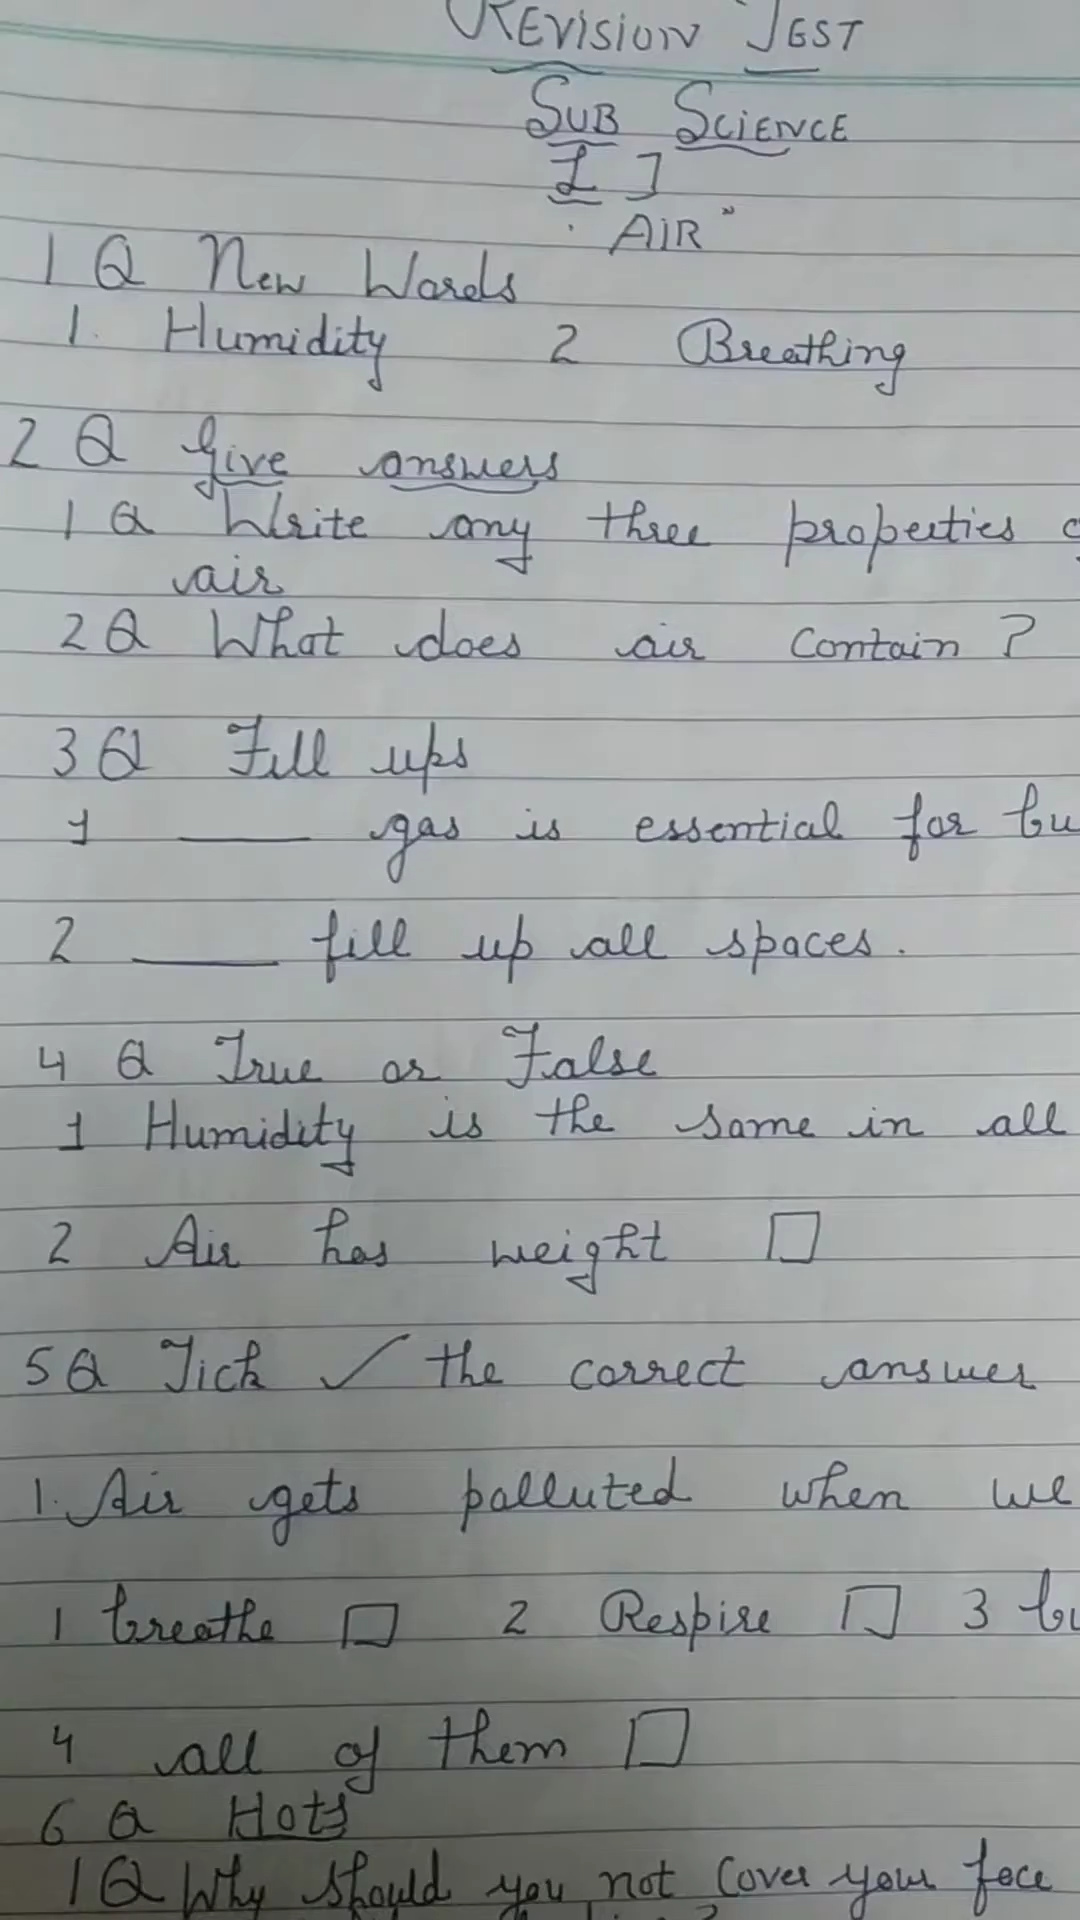 REVISION TEST
SUB SCIENCE
L 7
" AIR "
1 Q New Words
1. Humidity 2 Breathing
2 Q Give answers
1 Q Write any three properties
air
2 Q What does air contain ?
3 Q Fill ups
1 ____ gas is essential for bu
2 ____ fill up all spaces.
4 Q True or False
1 Humidity is the same in all
2 Air has weight
5 Q Tick ✓ the correct answer
1. Air gets polluted when we
1 breathe 2 Respire 3 bu
4 all of them
6 Q Hots
1 Q Why should you not cover your face